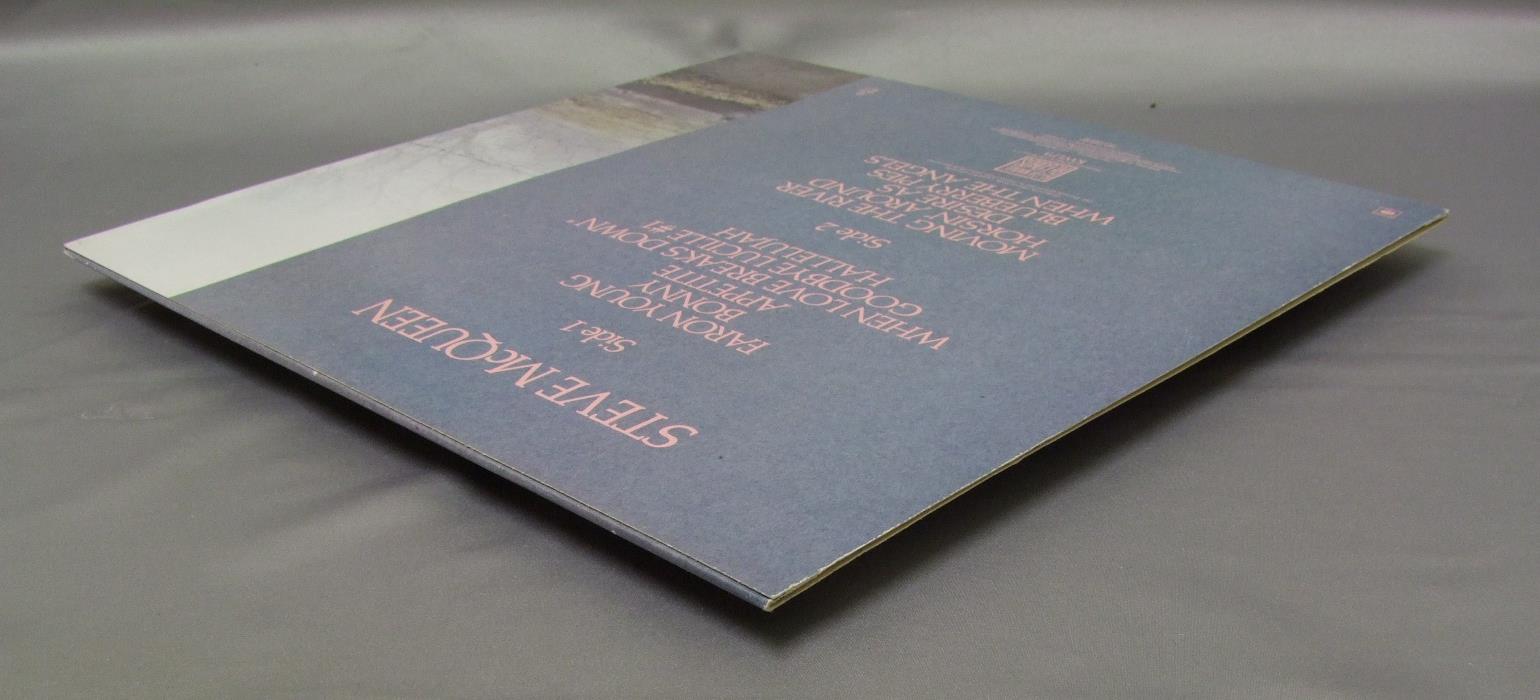 STEVE McQUEEN
Side 1
FARON YOUNG
BONNY
APPETITE
WHEN LOVE BREAKS DOWN*
GOODBYE LUCILLE #1
HALLELUJAH
Side 2
MOVING THE RIVER
HORSIN' AROUND
DESIRE AS
BLUEBERRY PIES
WHEN THE ANGELS